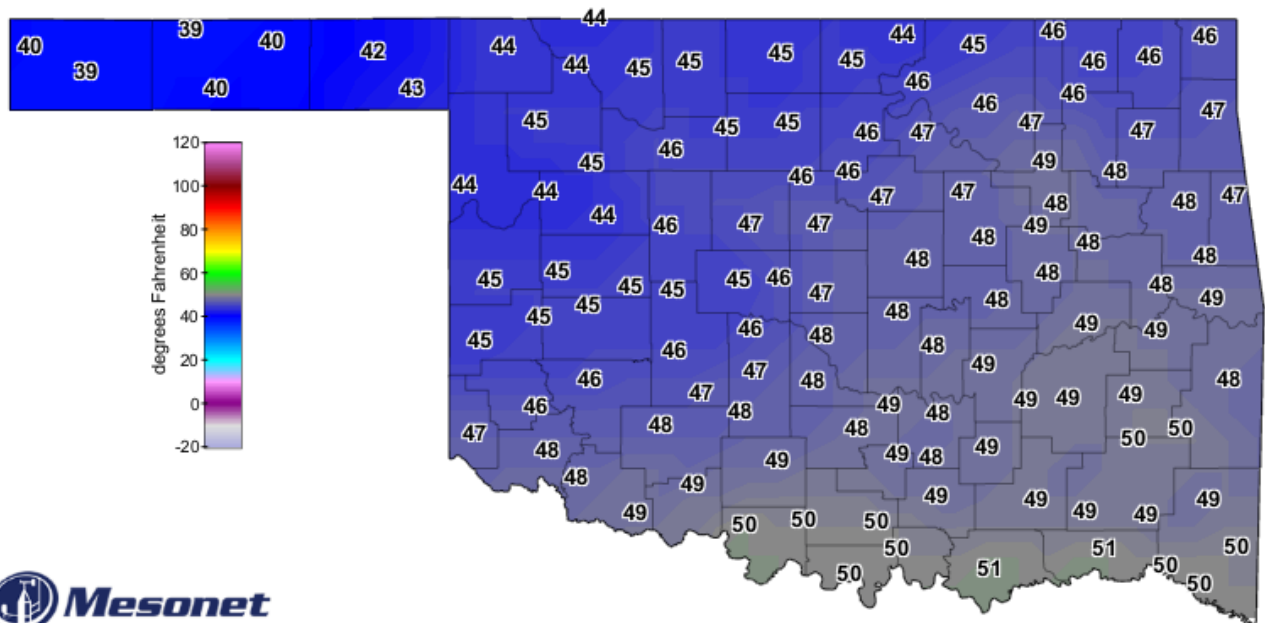 44
39 46 46
40 40 42 44 45 44 45
39 44 45 45 45 46 46
40 43 46 46 46
45 45 45 46 47 47 47 47
120
46
45 49 48
100
44 44 46 46 47 47 48 48 47
44 46 47 47 49
80
48 48
degrees Fahrenheit
60
45 45 45 45 45 46 48 48 48 48
40
45 45 47 48 48 49
45 46 48 48 49 49 49
20
46 46 47 48 49 49 49 49 48
0
46 47 48 48 49 48 50 50
-20
47 48 48 49 49 48 49
48 49 49 49 49 49 49 49
50 50 50 50 51 50
50 51 50 50
Mesonet